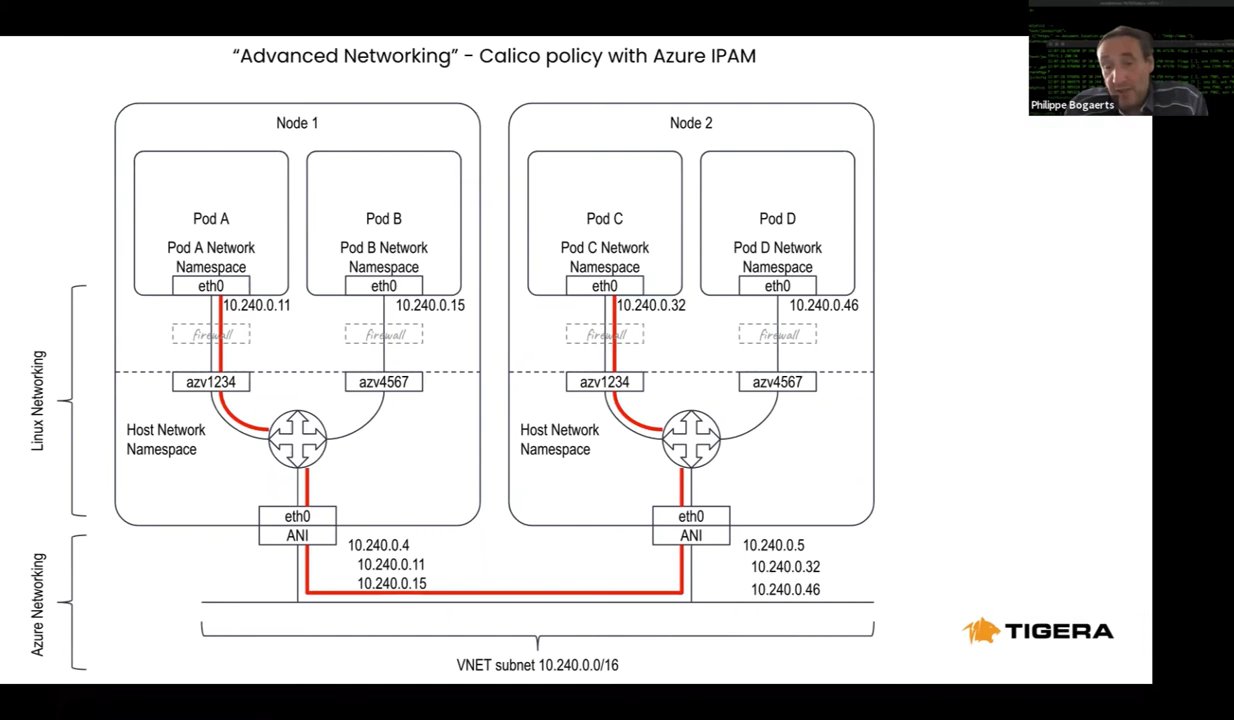 "Advanced Networking" - Calico policy with Azure IPAM
Philippe Bogaerts
Node 1
Node 2
Pod A
Pod B
Pod C
Pod D
Pod A Network
Namespace
Pod B Network
Namespace
Pod C Network
Namespace
Pod D Network
Namespace
eth0
eth0
eth0
eth0
10.240.0.11
10.240.0.15
10.240.0.32
10.240.0.46
firewall
firewall
firewall
firewall
azv1234
azv4567
azv1234
azv4567
Linux Networking
Host Network
Namespace
Host Network
Namespace
eth0
ANI
eth0
ANI
10.240.0.4
10.240.0.11
10.240.0.15
10.240.0.5
10.240.0.32
10.240.0.46
Azure Networking
VNET subnet 10.240.0.0/16
TIGERA